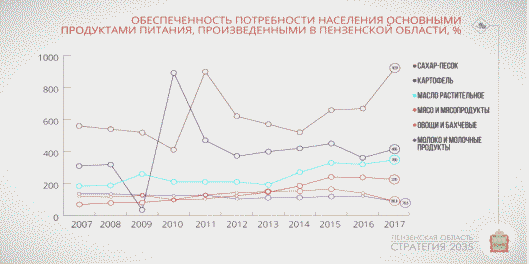 ОБЕСПЕЧЕННОСТЬ ПОТРЕБНОСТИ НАСЕЛЕНИЯ ОСНОВНЫМИ
ПРОДУКТАМИ ПИТАНИЯ, ПРОИЗВЕДЕННЫМИ В ПЕНЗЕНСКОЙ ОБЛАСТИ, %
1000
800
600
400
200
0
2007 2008 2009 2010 2011 2012 2013 2014 2015 2016 2017
САХАР-ПЕСОК
КАРТОФЕЛЬ
МАСЛО РАСТИТЕЛЬНОЕ
МЯСО И МЯСОПРОДУКТЫ
ОВОЩИ И БАХЧЕВЫЕ
МОЛОКО И МОЛОЧНЫЕ
ПРОДУКТЫ
ПЕНЗЕНСКАЯ ОБЛАСТЬ
СТРАТЕГИЯ 2035